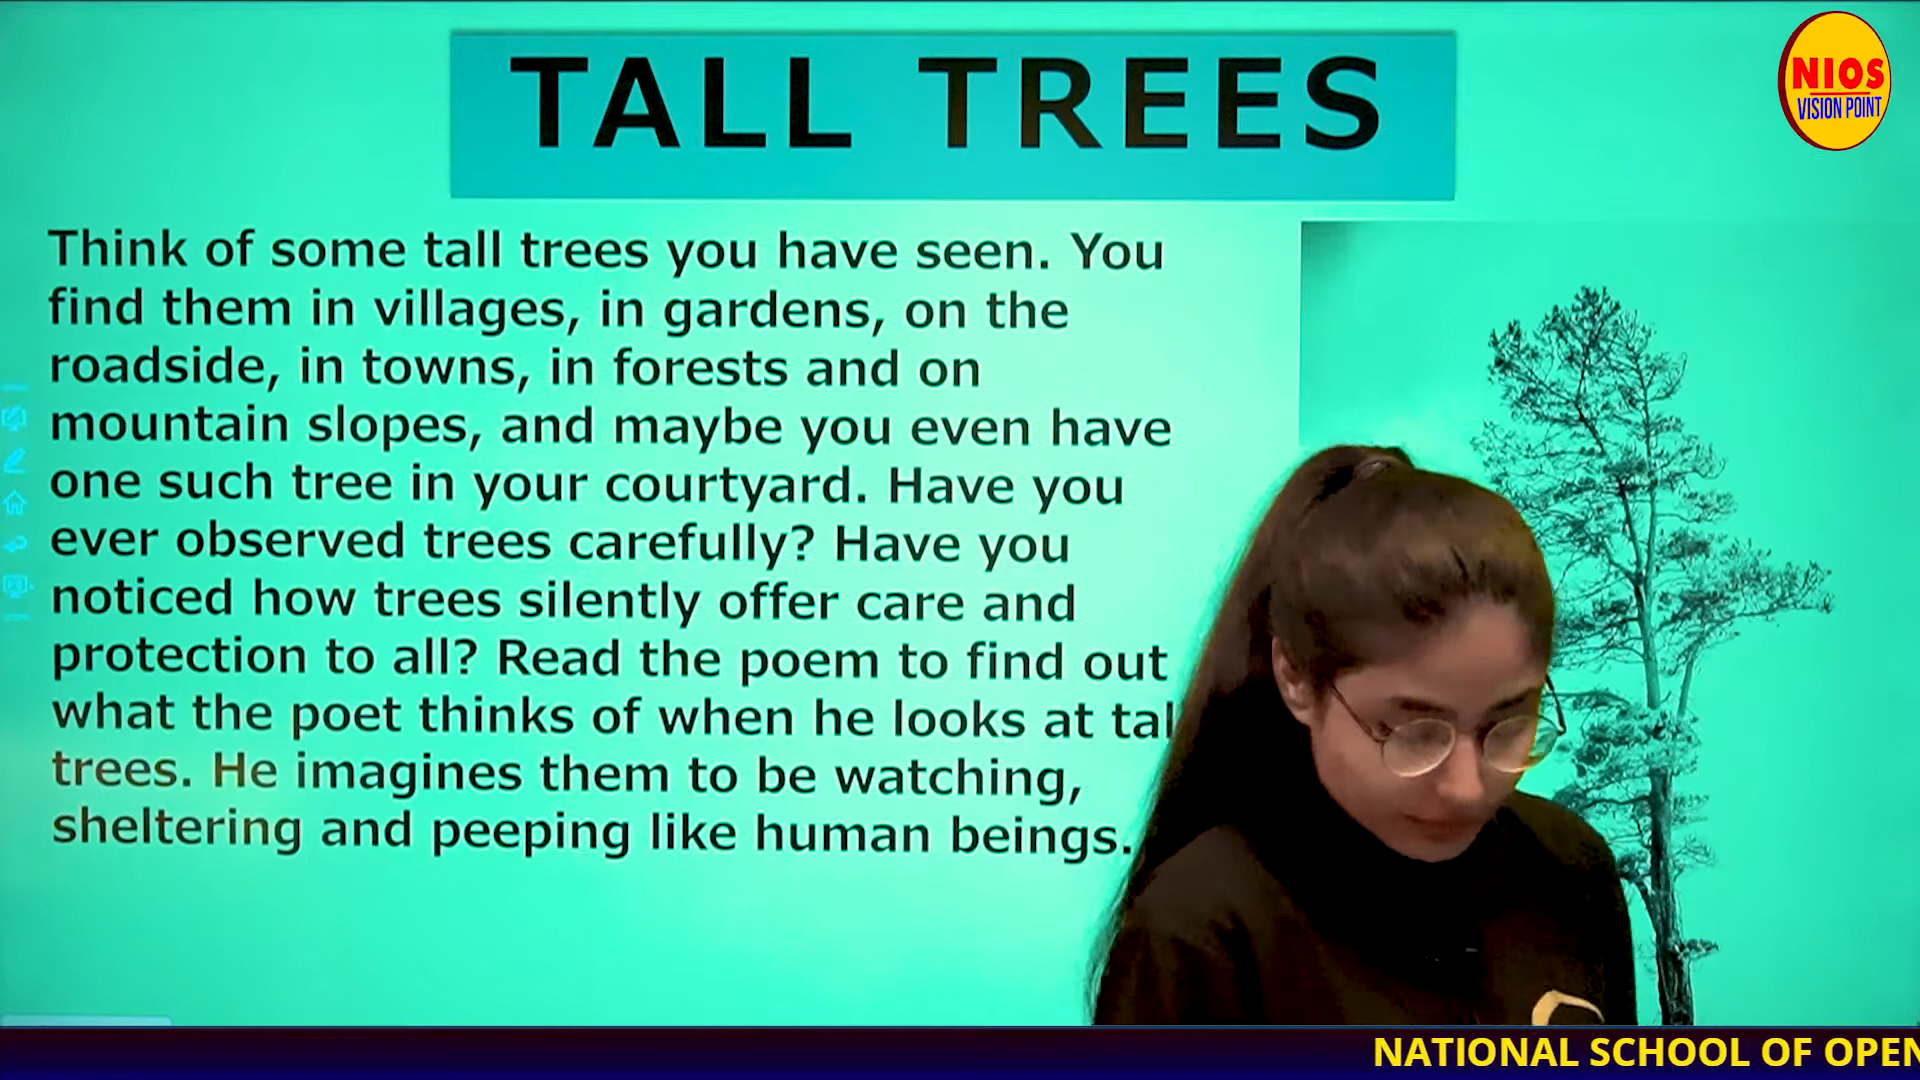 TALL TREES
NIOS
VISION POINT
Think of some tall trees you have seen. You
find them in villages, in gardens, on the
roadside, in towns, in forests and on
mountain slopes, and maybe you even have
one such tree in your courtyard. Have you
ever observed trees carefully? Have you
noticed how trees silently offer care and
protection to all? Read the poem to find out
what the poet thinks of when he looks at tal
trees. He imagines them to be watching,
sheltering and peeping like human beings.
NATIONAL SCHOOL OF OPEN